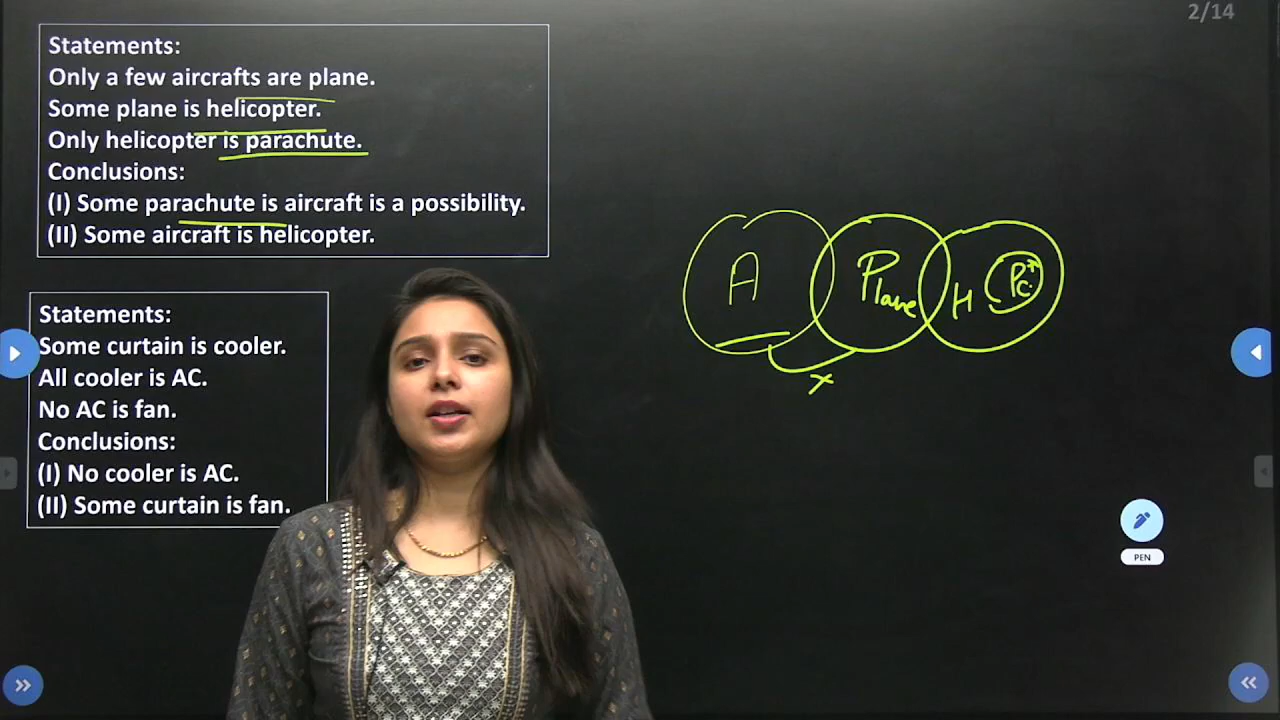 2/14
Statements:
Only a few aircrafts are plane.
Some plane is helicopter.
Only helicopter is parachute.
Conclusions:
(I) Some parachute is aircraft is a possibility.
(II) Some aircraft is helicopter.
A
Plane
H
Pc
Statements:
Some curtain is cooler.
All cooler is AC.
No AC is fan.
Conclusions:
(I) No cooler is AC.
(II) Some curtain is fan.
PEN